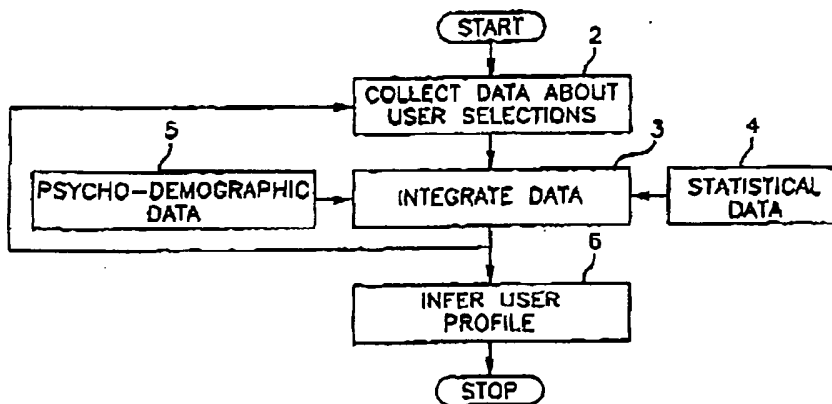 START
2
COLLECT DATA ABOUT
USER SELECTIONS
5
3
4
PSYCHO-DEMOGRAPHIC
DATA
INTEGRATE DATA
STATISTICAL
DATA
6
INFER USER
PROFILE
STOP